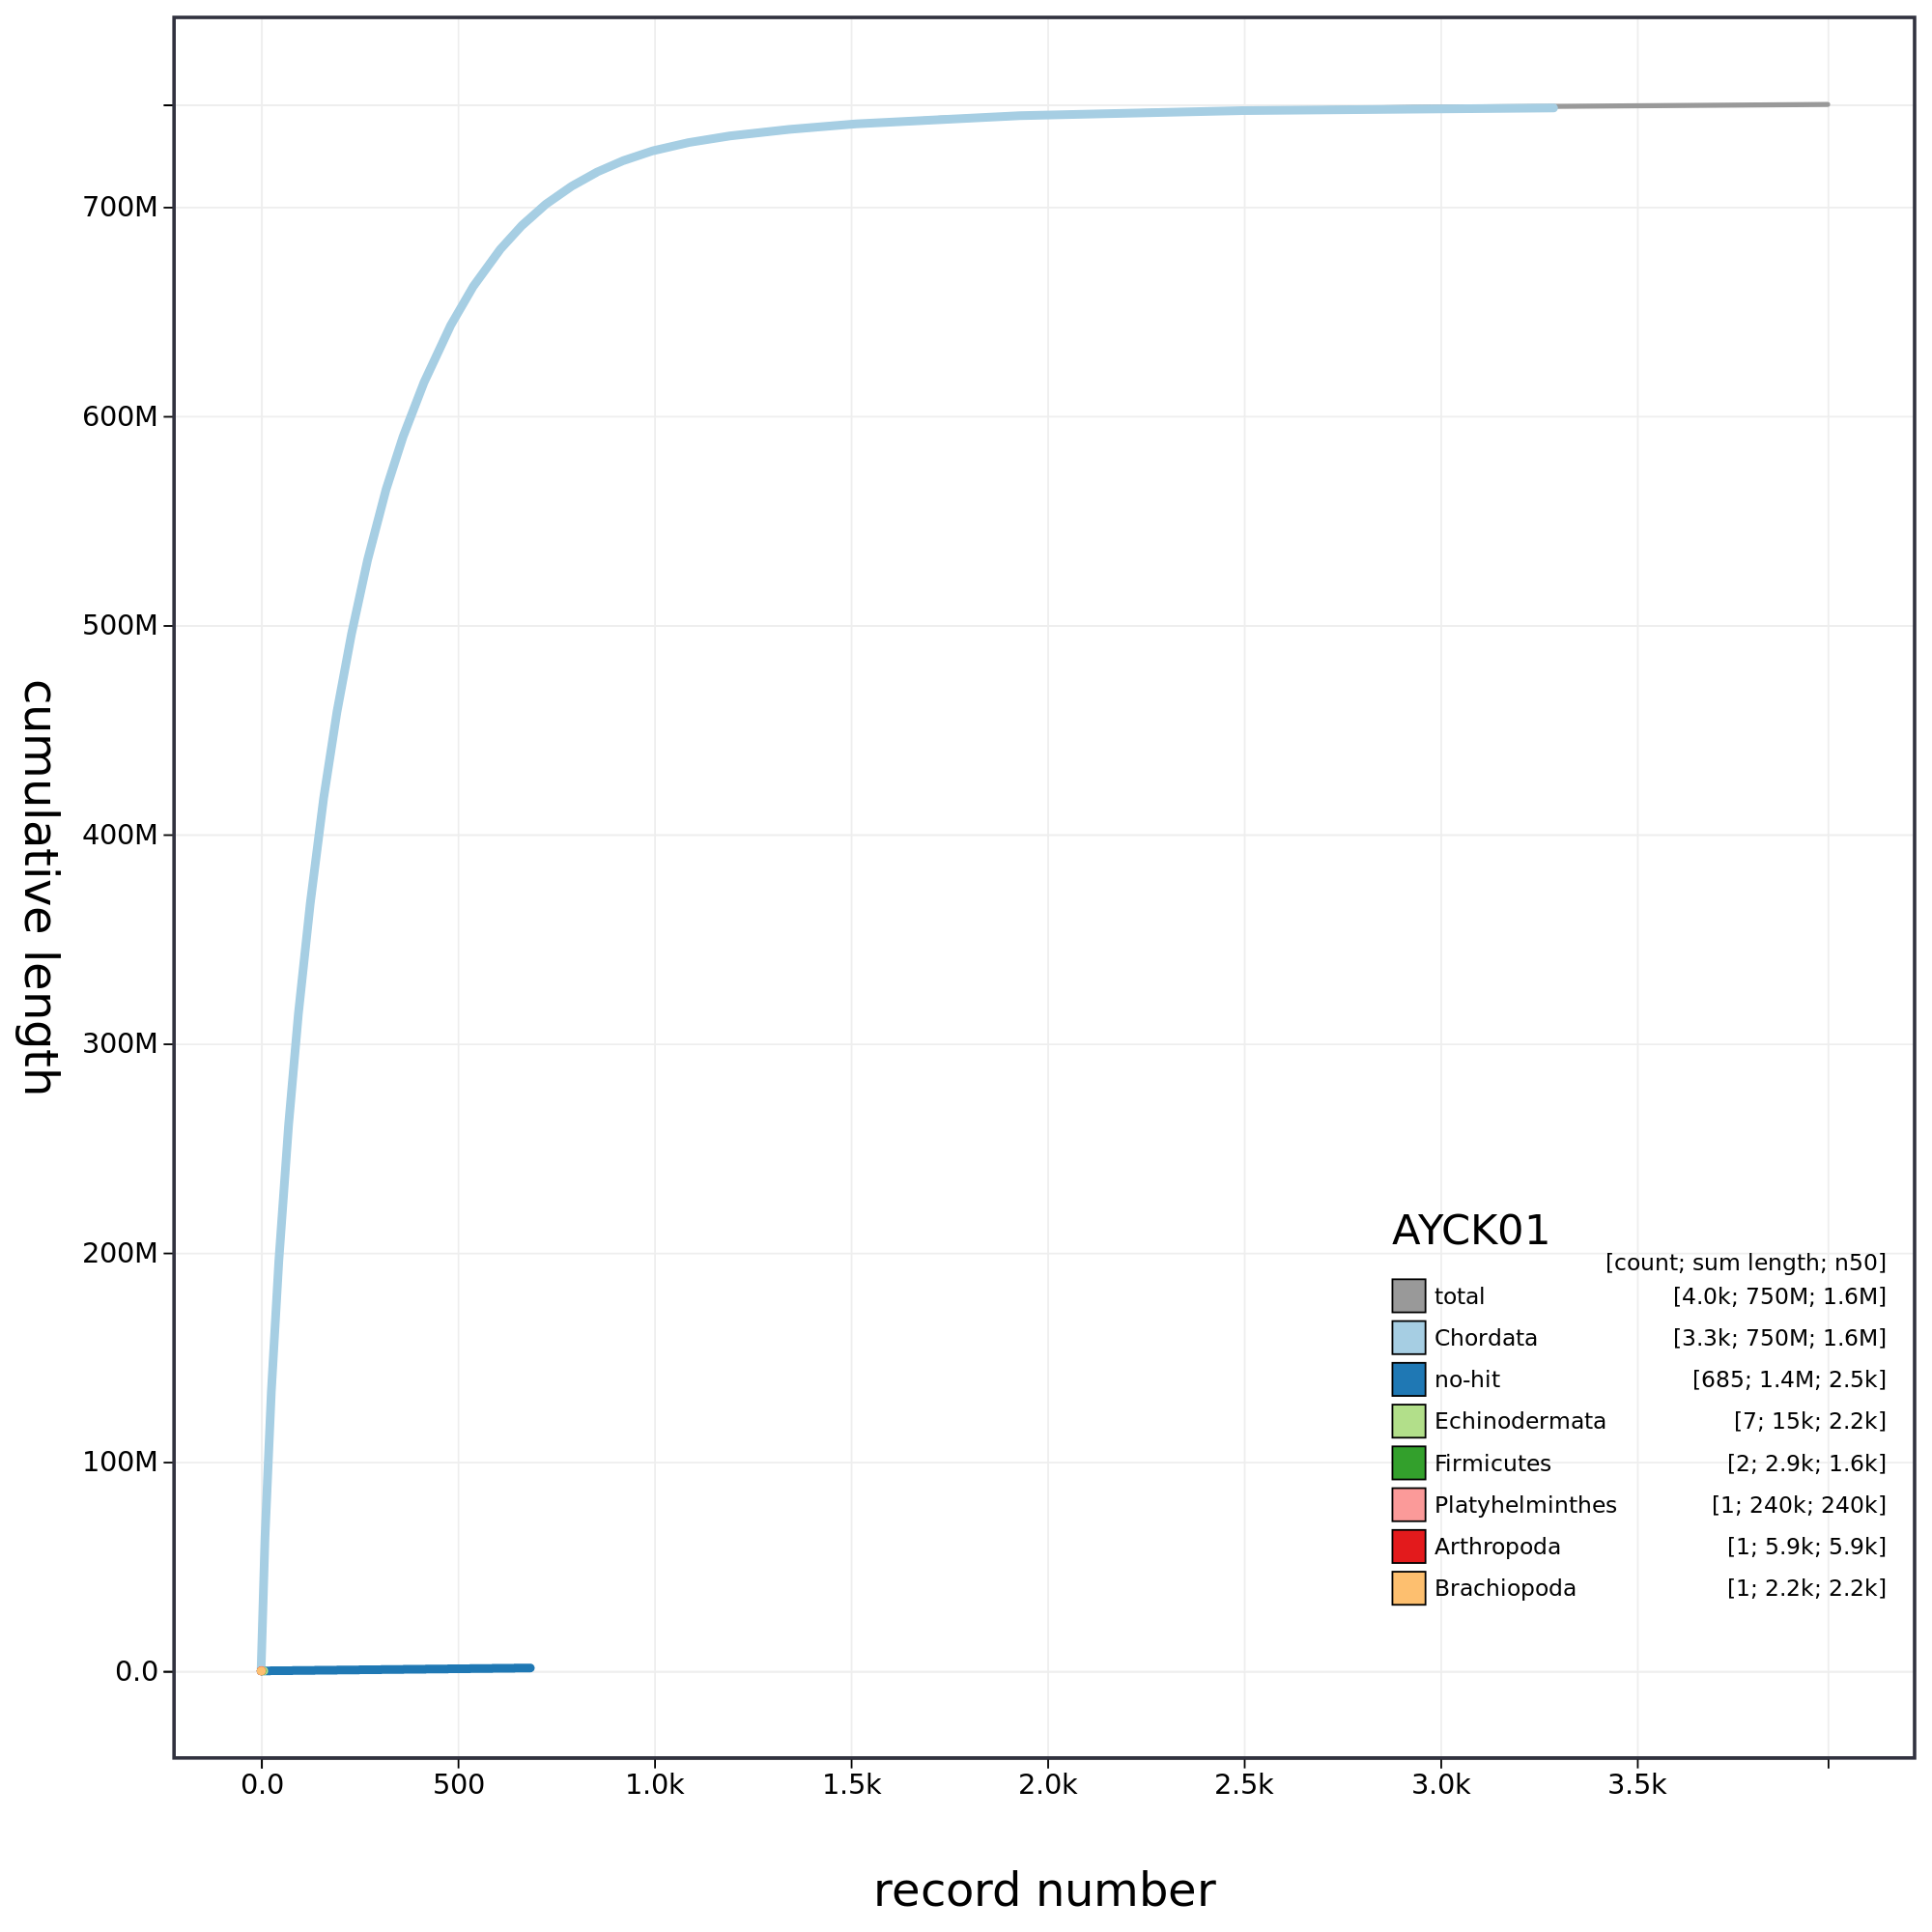 cumulative length
700M
600M
500M
400M
300M
200M
100M
0.0
AYCK01
[count; sum length; n50]
total [4.0k; 750M; 1.6M]
Chordata [3.3k; 750M; 1.6M]
no-hit [685; 1.4M; 2.5k]
Echinodermata [7; 15k; 2.2k]
Firmicutes [2; 2.9k; 1.6k]
Platyhelminthes [1; 240k; 240k]
Arthropoda [1; 5.9k; 5.9k]
Brachiopoda [1; 2.2k; 2.2k]
0.0 500 1.0k 1.5k 2.0k 2.5k 3.0k 3.5k
record number